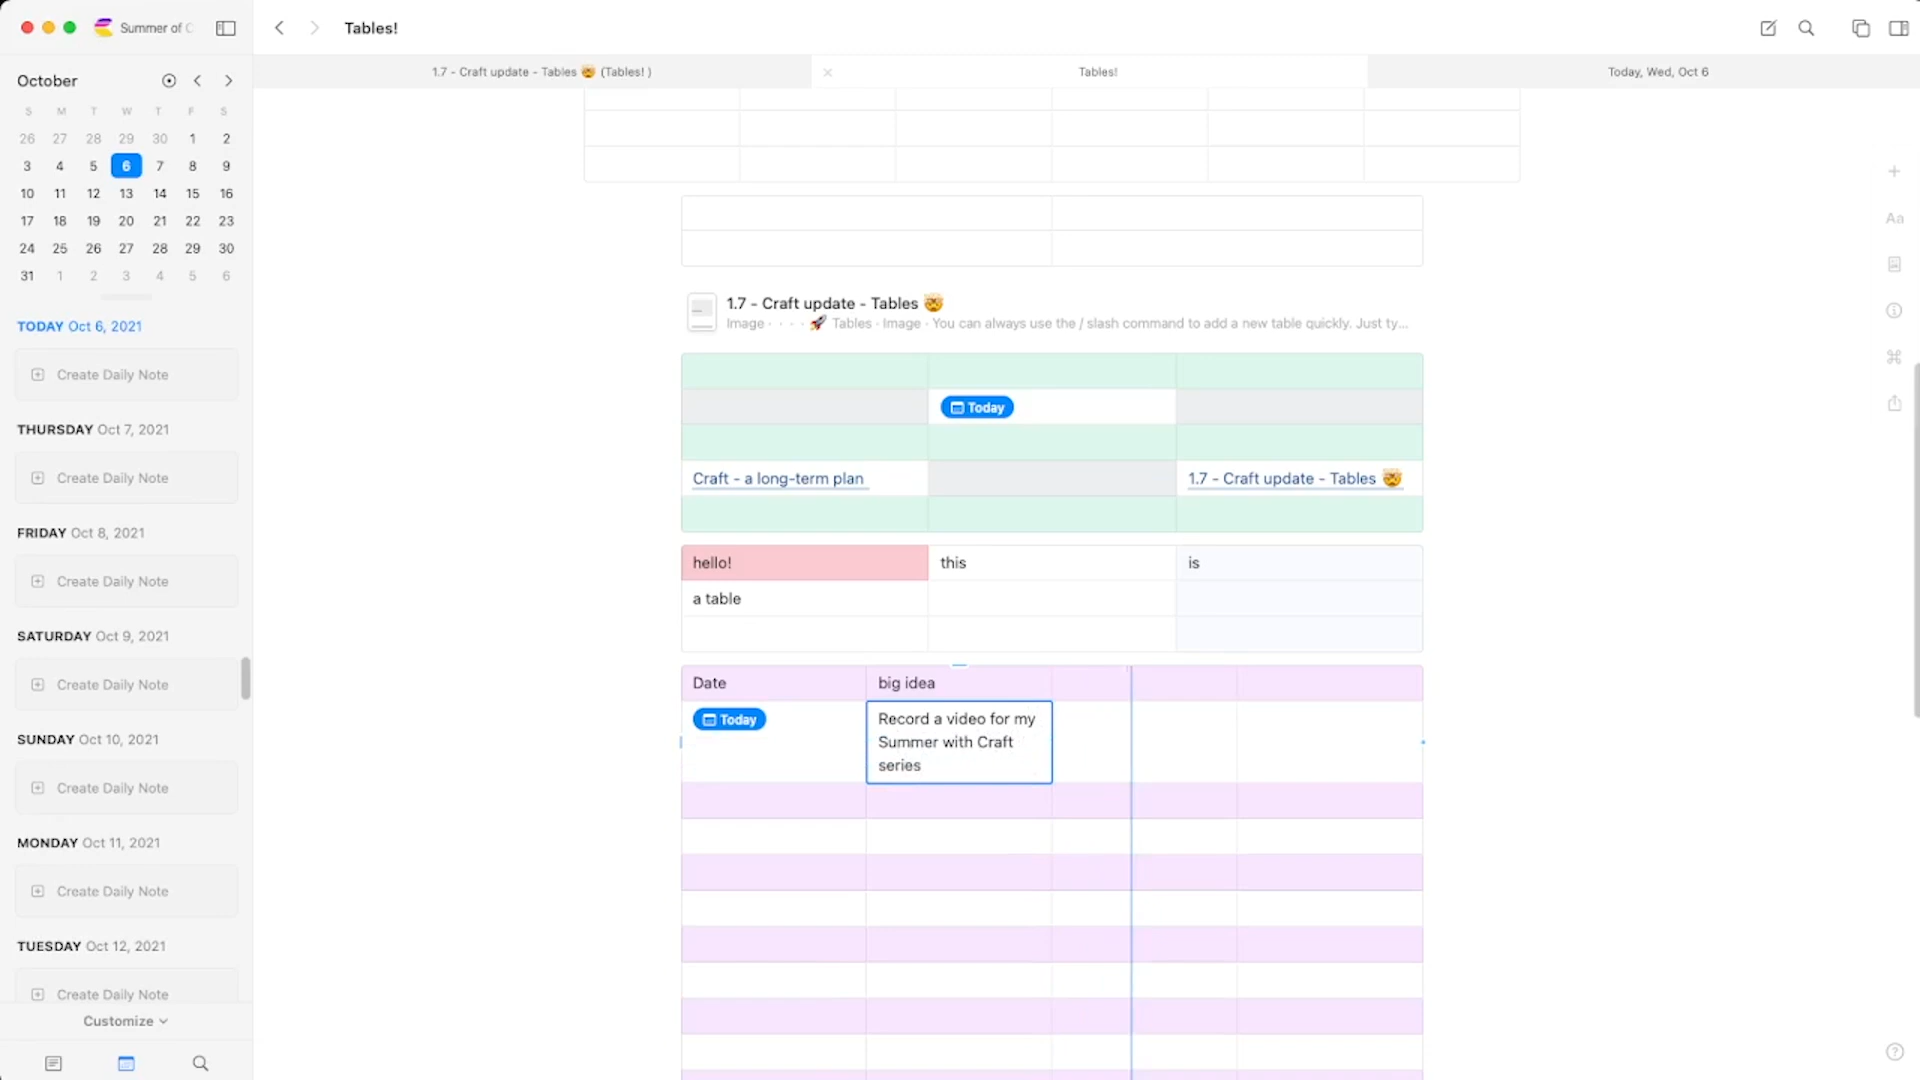 Summer of C
Tables!
1.7 - Craft update - Tables 🤯 (Tables! )
Tables!
Today, Wed, Oct 6
October
S M T W T F S
26 27 28 29 30 1 2
3 4 5 6 7 8 9
10 11 12 13 14 15 16
17 18 19 20 21 22 23
24 25 26 27 28 29 30
31 1 2 3 4 5 6
TODAY Oct 6, 2021
Create Daily Note
THURSDAY Oct 7, 2021
Create Daily Note
FRIDAY Oct 8, 2021
Create Daily Note
SATURDAY Oct 9, 2021
Create Daily Note
SUNDAY Oct 10, 2021
Create Daily Note
MONDAY Oct 11, 2021
Create Daily Note
TUESDAY Oct 12, 2021
Create Daily Note
Customize
1.7 - Craft update - Tables 🤯
Image · · · · 🚀 Tables · Image · You can always use the / slash command to add a new table quickly. Just ty...
Today
Craft - a long-term plan
1.7 - Craft update - Tables 🤯
hello! this is
a table
Date big idea
Today
Record a video for my
Summer with Craft
series
Aa